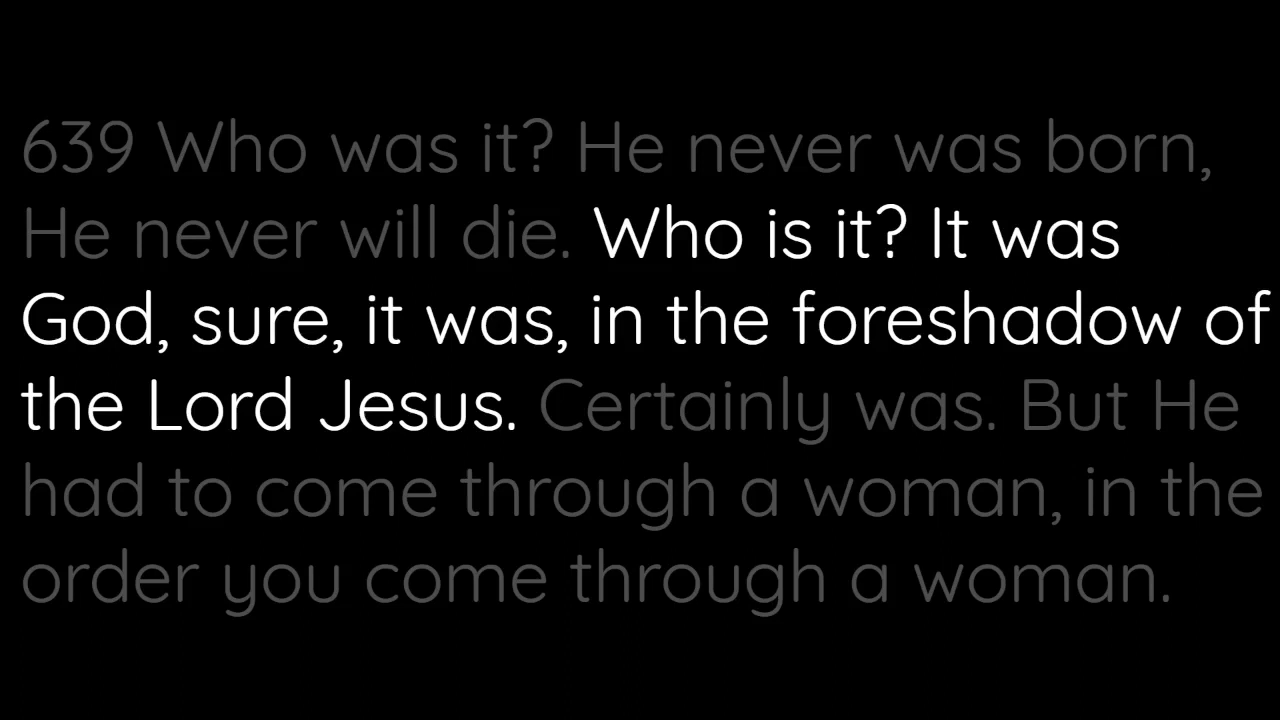 639 Who was it? He never was born,
He never will die. Who is it? It was
God, sure, it was, in the foreshadow of
the Lord Jesus. Certainly was. But He
had to come through a woman, in the
order you come through a woman.